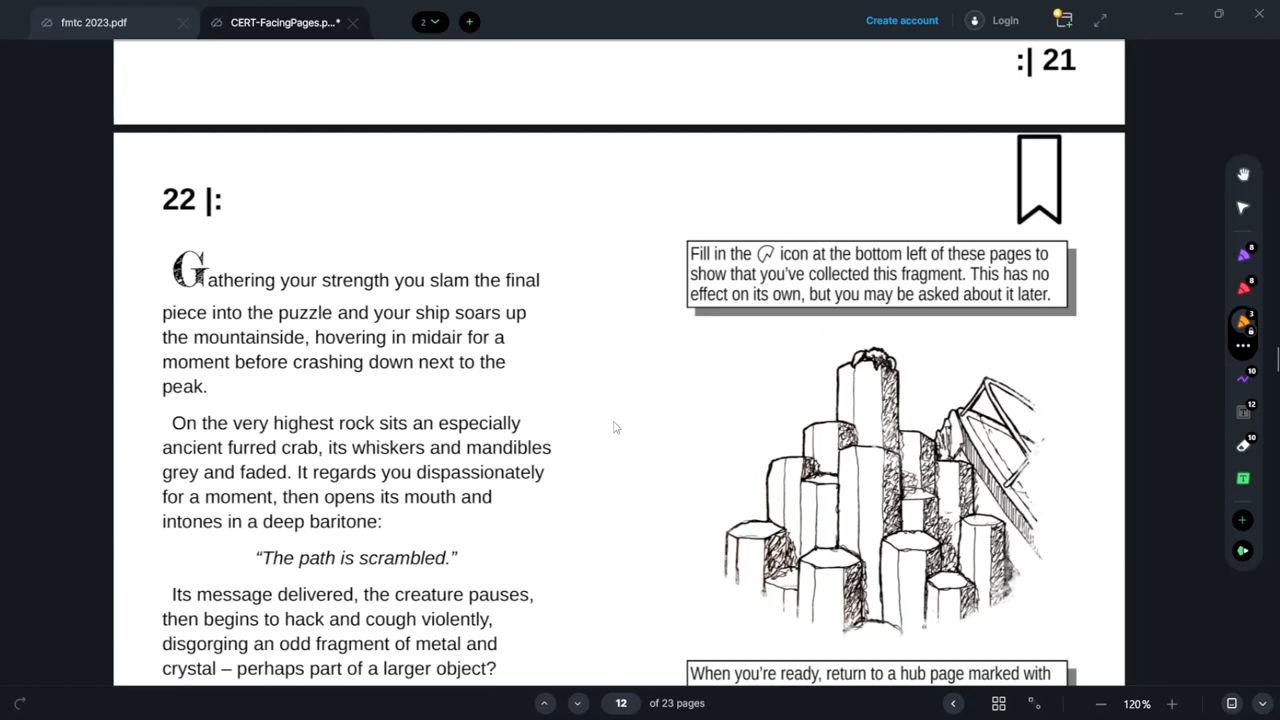 fmtc 2023.pdf
CERT-FacingPages.p...*
2
Create account
Login
:| 21
22 |:
Gathering your strength you slam the final
piece into the puzzle and your ship soars up
the mountainside, hovering in midair for a
moment before crashing down next to the
peak.
On the very highest rock sits an especially
ancient furred crab, its whiskers and mandibles
grey and faded. It regards you dispassionately
for a moment, then opens its mouth and
intones in a deep baritone:
“The path is scrambled.”
Its message delivered, the creature pauses,
then begins to hack and cough violently,
disgorging an odd fragment of metal and
crystal – perhaps part of a larger object?
Fill in the icon at the bottom left of these pages to
show that you’ve collected this fragment. This has no
effect on its own, but you may be asked about it later.
When you’re ready, return to a hub page marked with
8
8
3
10
12
10
12 of 23 pages
120%